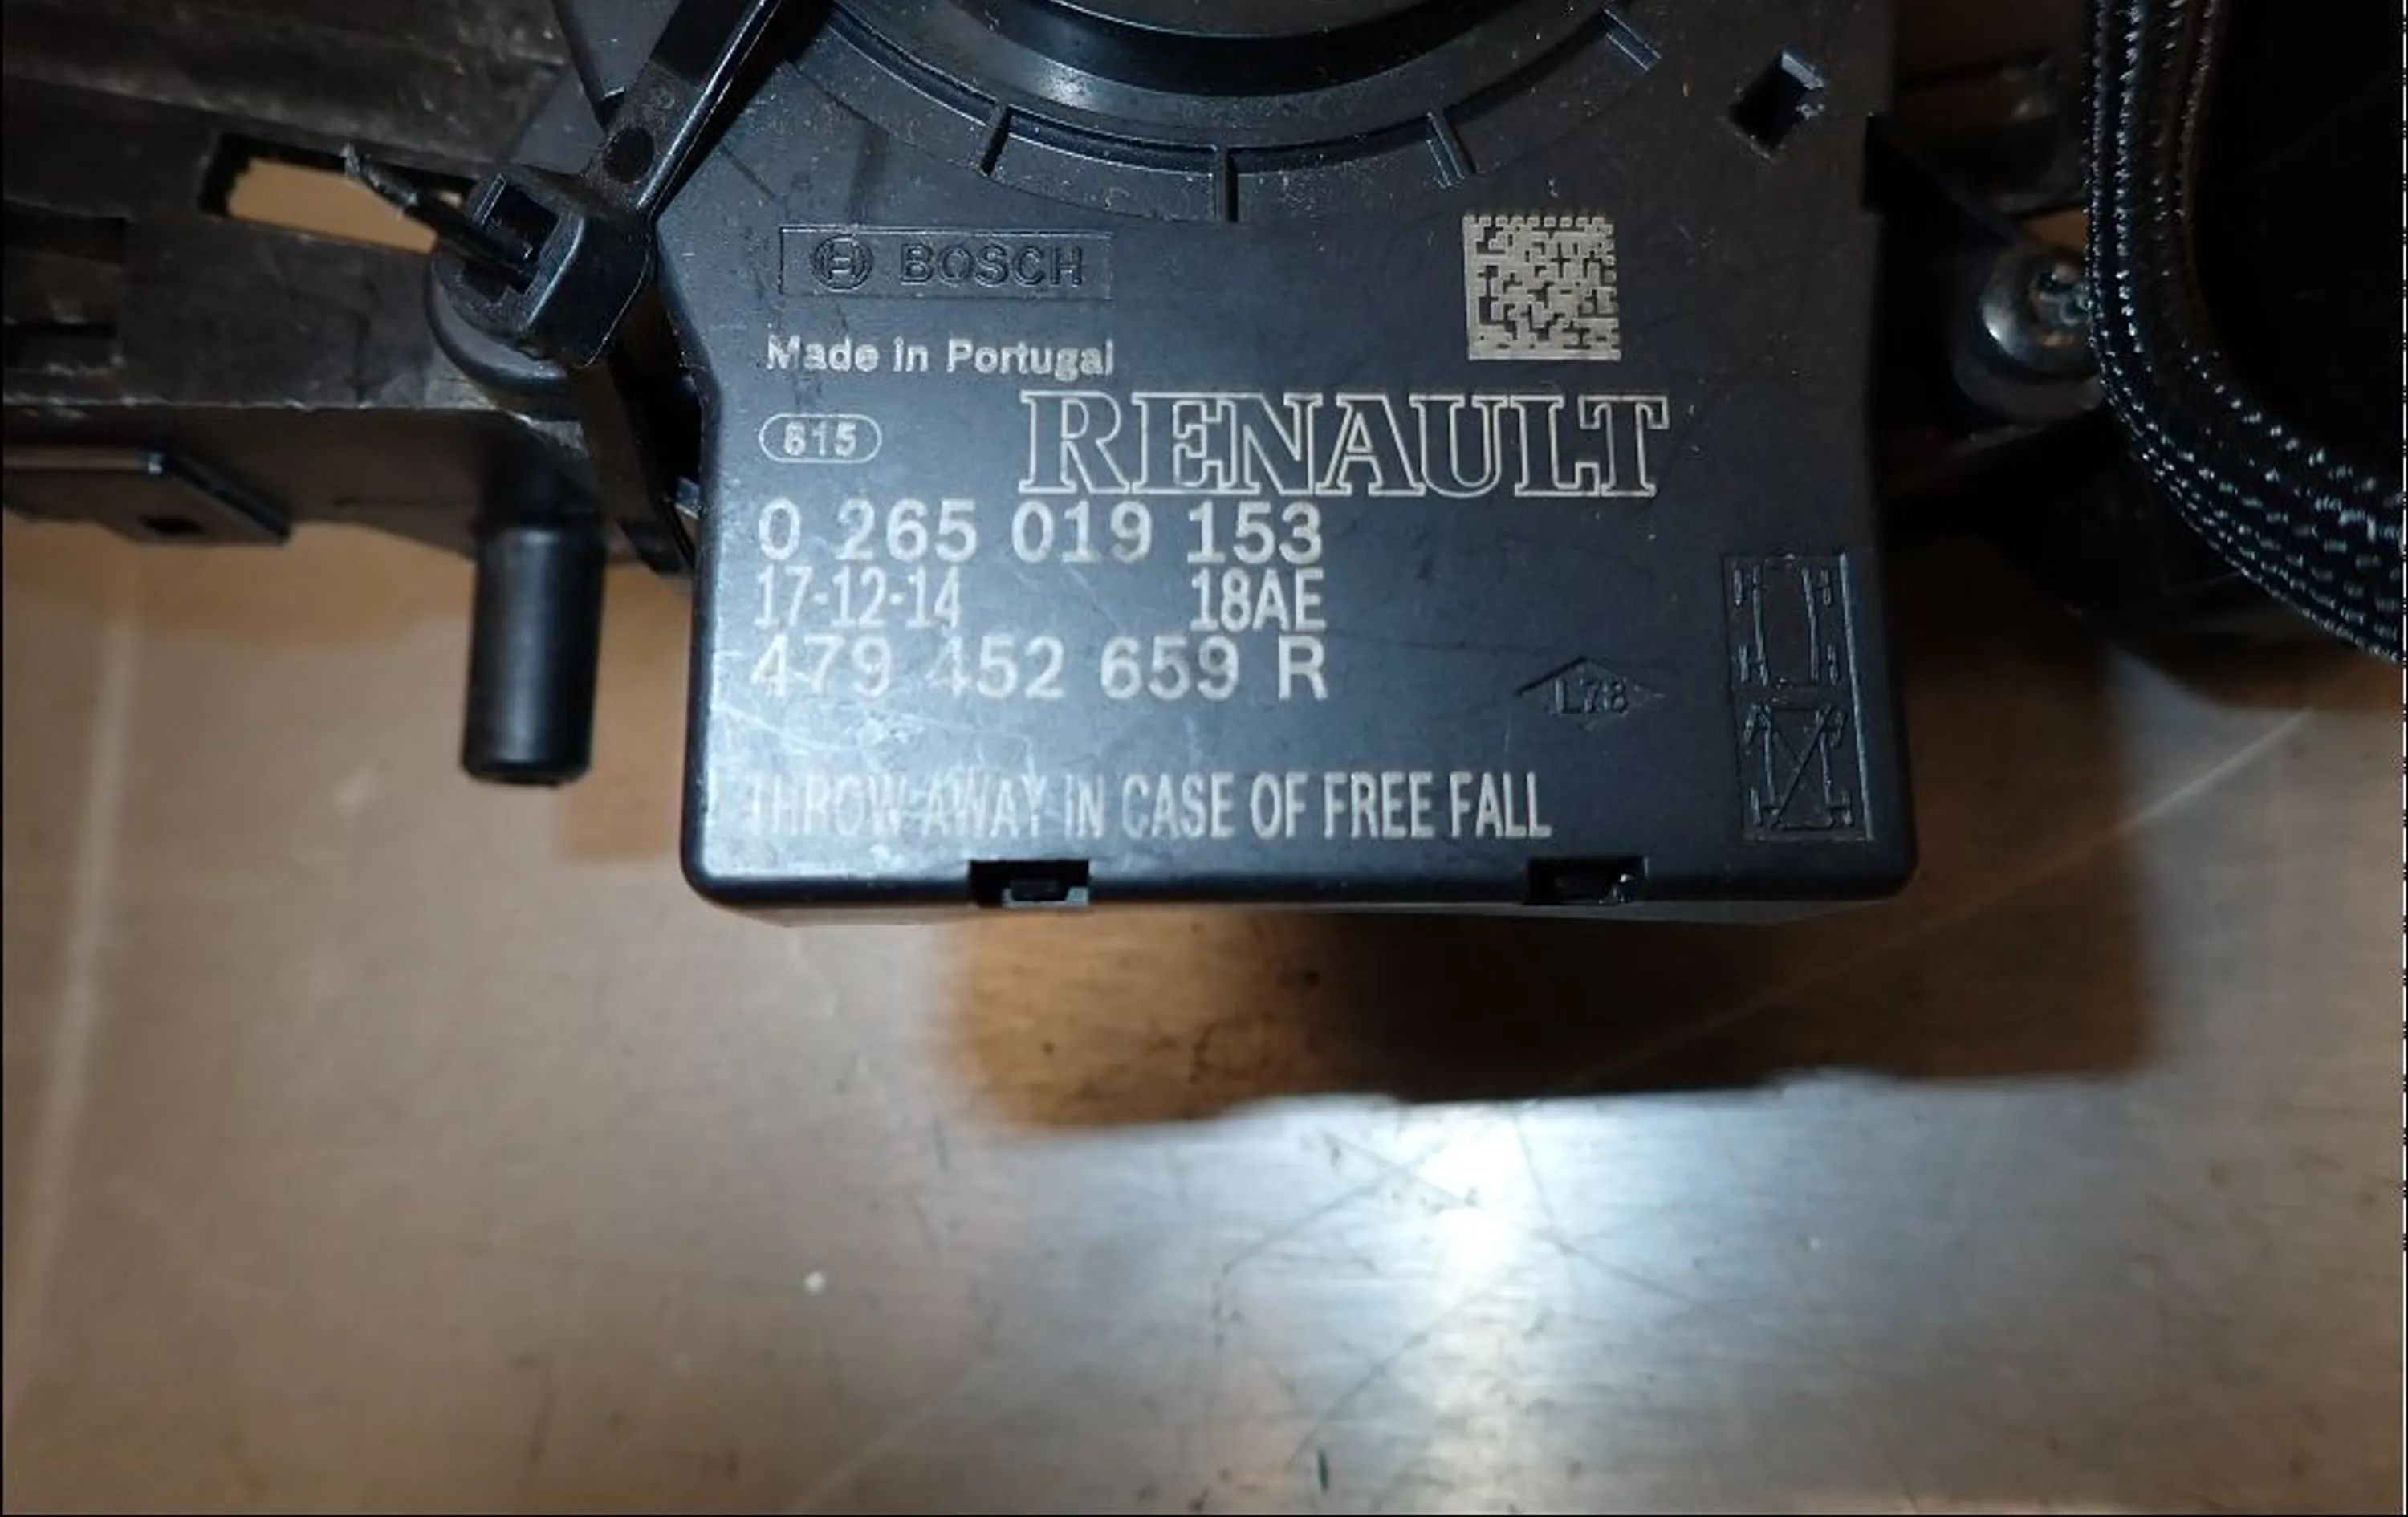 BOSCH
Made in Portugal
615
RENAULT
0 265 019 153
17-12-14 18AE
479 452 659 R
L78
THROW AWAY IN CASE OF FREE FALL